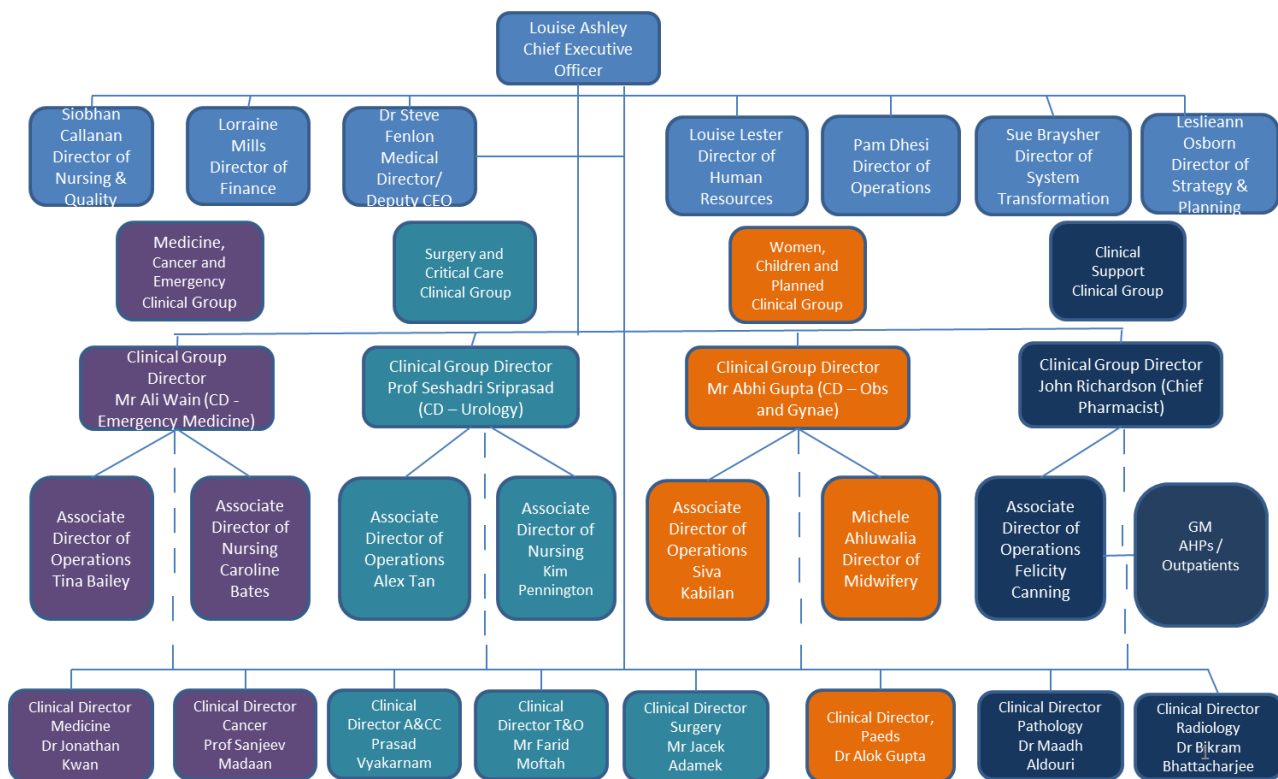 Louise Ashley
Chief Executive
Officer
Siobhan
Callanan
Director of
Nursing &
Quality
Lorraine
Mills
Director of
Finance
Dr Steve
Fenlon
Medical
Director/
Deputy CEO
Louise Lester
Director of
Human
Resources
Pam Dhesi
Director of
Operations
Sue Braysher
Director of
System
Transformation
Leslieann
Osborn
Director of
Strategy &
Planning
Medicine,
Cancer and
Emergency
Clinical Group
Surgery and
Critical Care
Clinical Group
Women,
Children and
Planned
Clinical Group
Clinical
Support
Clinical Group
Clinical Group
Director
Mr Ali Wain (CD -
Emergency Medicine)
Clinical Group Director
Prof Seshadri Sriprasad
(CD – Urology)
Clinical Group Director
Mr Abhi Gupta (CD – Obs
and Gynae)
Clinical Group Director
John Richardson (Chief
Pharmacist)
Associate
Director of
Operations
Tina Bailey
Associate
Director of
Nursing
Caroline
Bates
Associate
Director of
Operations
Alex Tan
Associate
Director of
Nursing
Kim
Pennington
Associate
Director of
Operations
Siva
Kabilan
Michele
Ahluwalia
Director of
Midwifery
Associate
Director of
Operations
Felicity
Canning
GM
AHPs /
Outpatients
Clinical Director
Medicine
Dr Jonathan
Kwan
Clinical Director
Cancer
Prof Sanjeev
Madaan
Clinical
Director A&CC
Prasad
Vyakarnam
Clinical
Director T&O
Mr Farid
Moftah
Clinical Director
Surgery
Mr Jacek
Adamek
Clinical Director,
Paeds
Dr Alok Gupta
Clinical Director
Pathology
Dr Maadh
Aldouri
Clinical Director
Radiology
Dr Bikram
Bhattacharjee